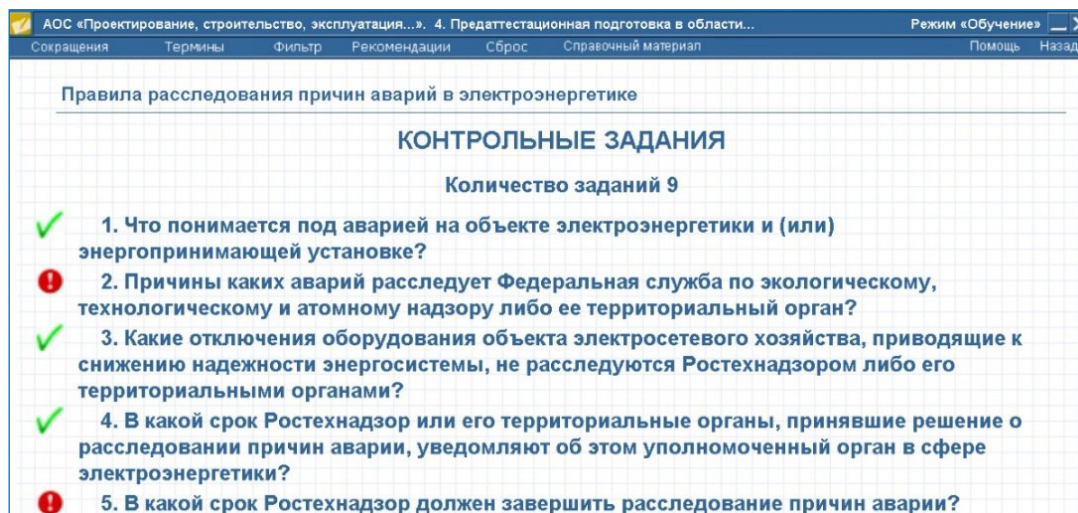 АОС «Проектирование, строительство, эксплуатация...». 4. Предаттестационная подготовка в области... Режим «Обучение»
Сокращения Термины Фильтр Рекомендации Сброс Справочный материал Помощь Назад
Правила расследования причин аварий в электроэнергетике
КОНТРОЛЬНЫЕ ЗАДАНИЯ
Количество заданий 9
1. Что понимается под аварией на объекте электроэнергетики и (или)
энергопринимающей установке?
2. Причины каких аварий расследует Федеральная служба по экологическому,
технологическому и атомному надзору либо ее территориальный орган?
3. Какие отключения оборудования объекта электросетевого хозяйства, приводящие к
снижению надежности энергосистемы, не расследуются Ростехнадзором либо его
территориальными органами?
4. В какой срок Ростехнадзор или его территориальные органы, принявшие решение о
расследовании причин аварии, уведомляют об этом уполномоченный орган в сфере
электроэнергетики?
5. В какой срок Ростехнадзор должен завершить расследование причин аварии?